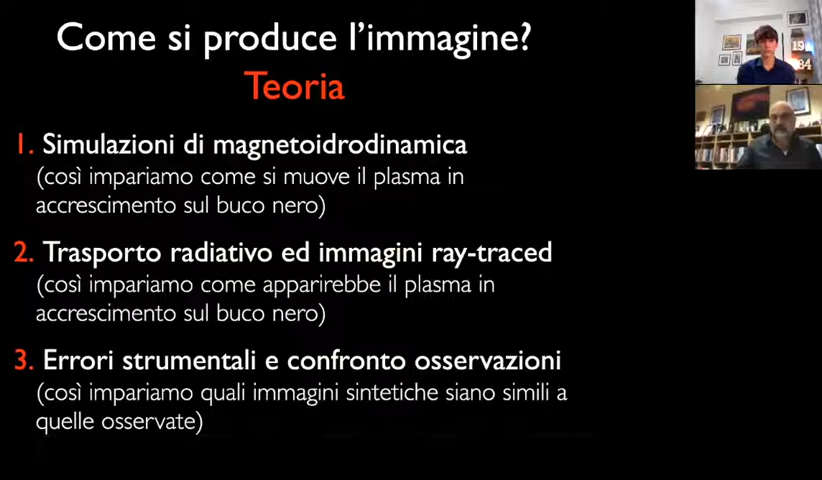 Come si produce l'immagine?
Teoria
1. Simulazioni di magnetoidrodinamica
(così impariamo come si muove il plasma in
accrescimento sul buco nero)
2. Trasporto radiativo ed immagini ray-traced
(così impariamo come apparirebbe il plasma in
accrescimento sul buco nero)
3. Errori strumentali e confronto osservazioni
(così impariamo quali immagini sintetiche siano simili a
quelle osservate)
19
84